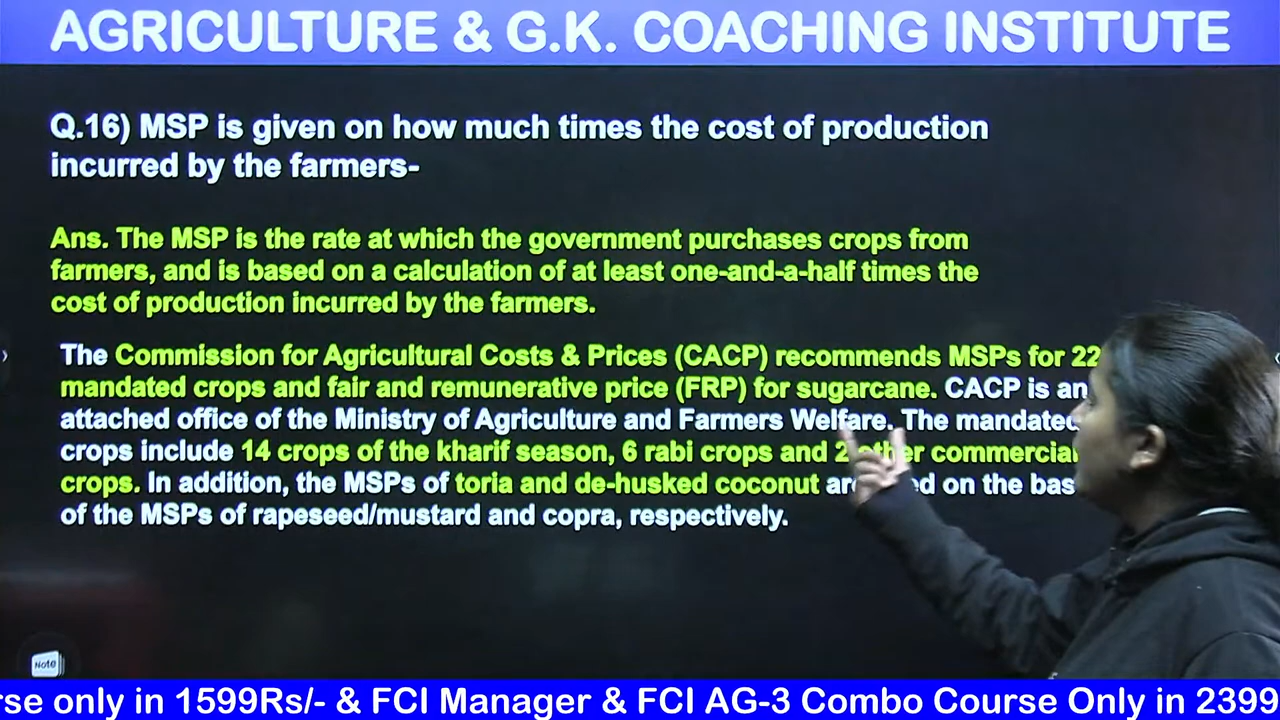 AGRICULTURE & G.K. COACHING INSTITUTE
Q.16) MSP is given on how much times the cost of production
incurred by the farmers-
Ans. The MSP is the rate at which the government purchases crops from
farmers, and is based on a calculation of at least one-and-a-half times the
cost of production incurred by the farmers.
The Commission for Agricultural Costs & Prices (CACP) recommends MSPs for 22
mandated crops and fair and remunerative price (FRP) for sugarcane. CACP is an
attached office of the Ministry of Agriculture and Farmers Welfare. The mandated
crops include 14 crops of the kharif season, 6 rabi crops and 2 other commercial
crops. In addition, the MSPs of toria and de-husked coconut on the
of the MSPs of rapeseed/mustard and copra, respectively.
Note
only in 1599Rs/- & FCI Manager & FCI AG-3 Combo Course Only in 2399